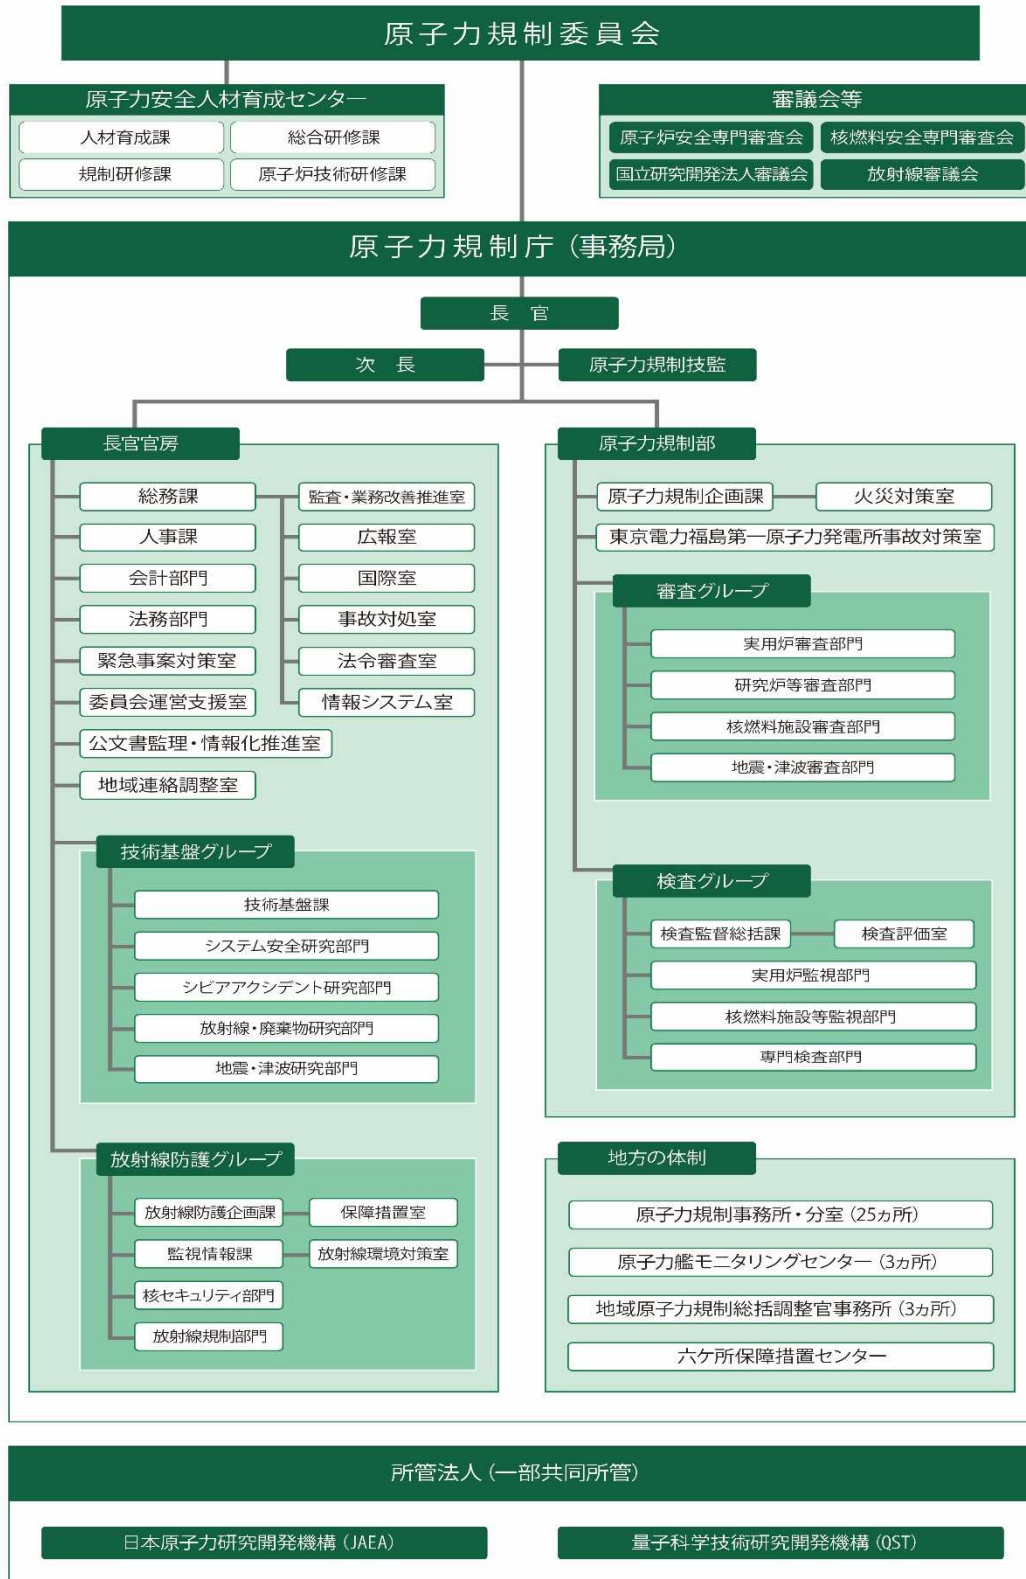 原子力規制委員会
原子力安全人材育成センター
人材育成課
総合研修課
規制研修課
原子炉技術研修課
審議会等
原子炉安全専門審査会
核燃料安全専門審査会
国立研究開発法人審議会
放射線審議会
原子力規制庁（事務局）
長官
次長
原子力規制技監
長官官房
総務課
監査・業務改善推進室
人事課
広報室
会計部門
国際室
法務部門
事故対処室
緊急事案対策室
法令審査室
委員会運営支援室
情報システム室
公文書監理・情報化推進室
地域連絡調整室
技術基盤グループ
技術基盤課
システム安全研究部門
シビアアクシデント研究部門
放射線・廃棄物研究部門
地震・津波研究部門
放射線防護グループ
放射線防護企画課
保障措置室
監視情報課
放射線環境対策室
核セキュリティ部門
放射線規制部門
原子力規制部
原子力規制企画課
火災対策室
東京電力福島第一原子力発電所事故対策室
審査グループ
実用炉審査部門
研究炉等審査部門
核燃料施設審査部門
地震・津波審査部門
検査グループ
検査監督総括課
検査評価室
実用炉監視部門
核燃料施設等監視部門
専門検査部門
地方の体制
原子力規制事務所・分室（25ヵ所）
原子力艦モニタリングセンター（3ヵ所）
地域原子力規制総括調整官事務所（3ヵ所）
六ケ所保障措置センター
所管法人（一部共同所管）
日本原子力研究開発機構（JAEA）
量子科学技術研究開発機構（QST）